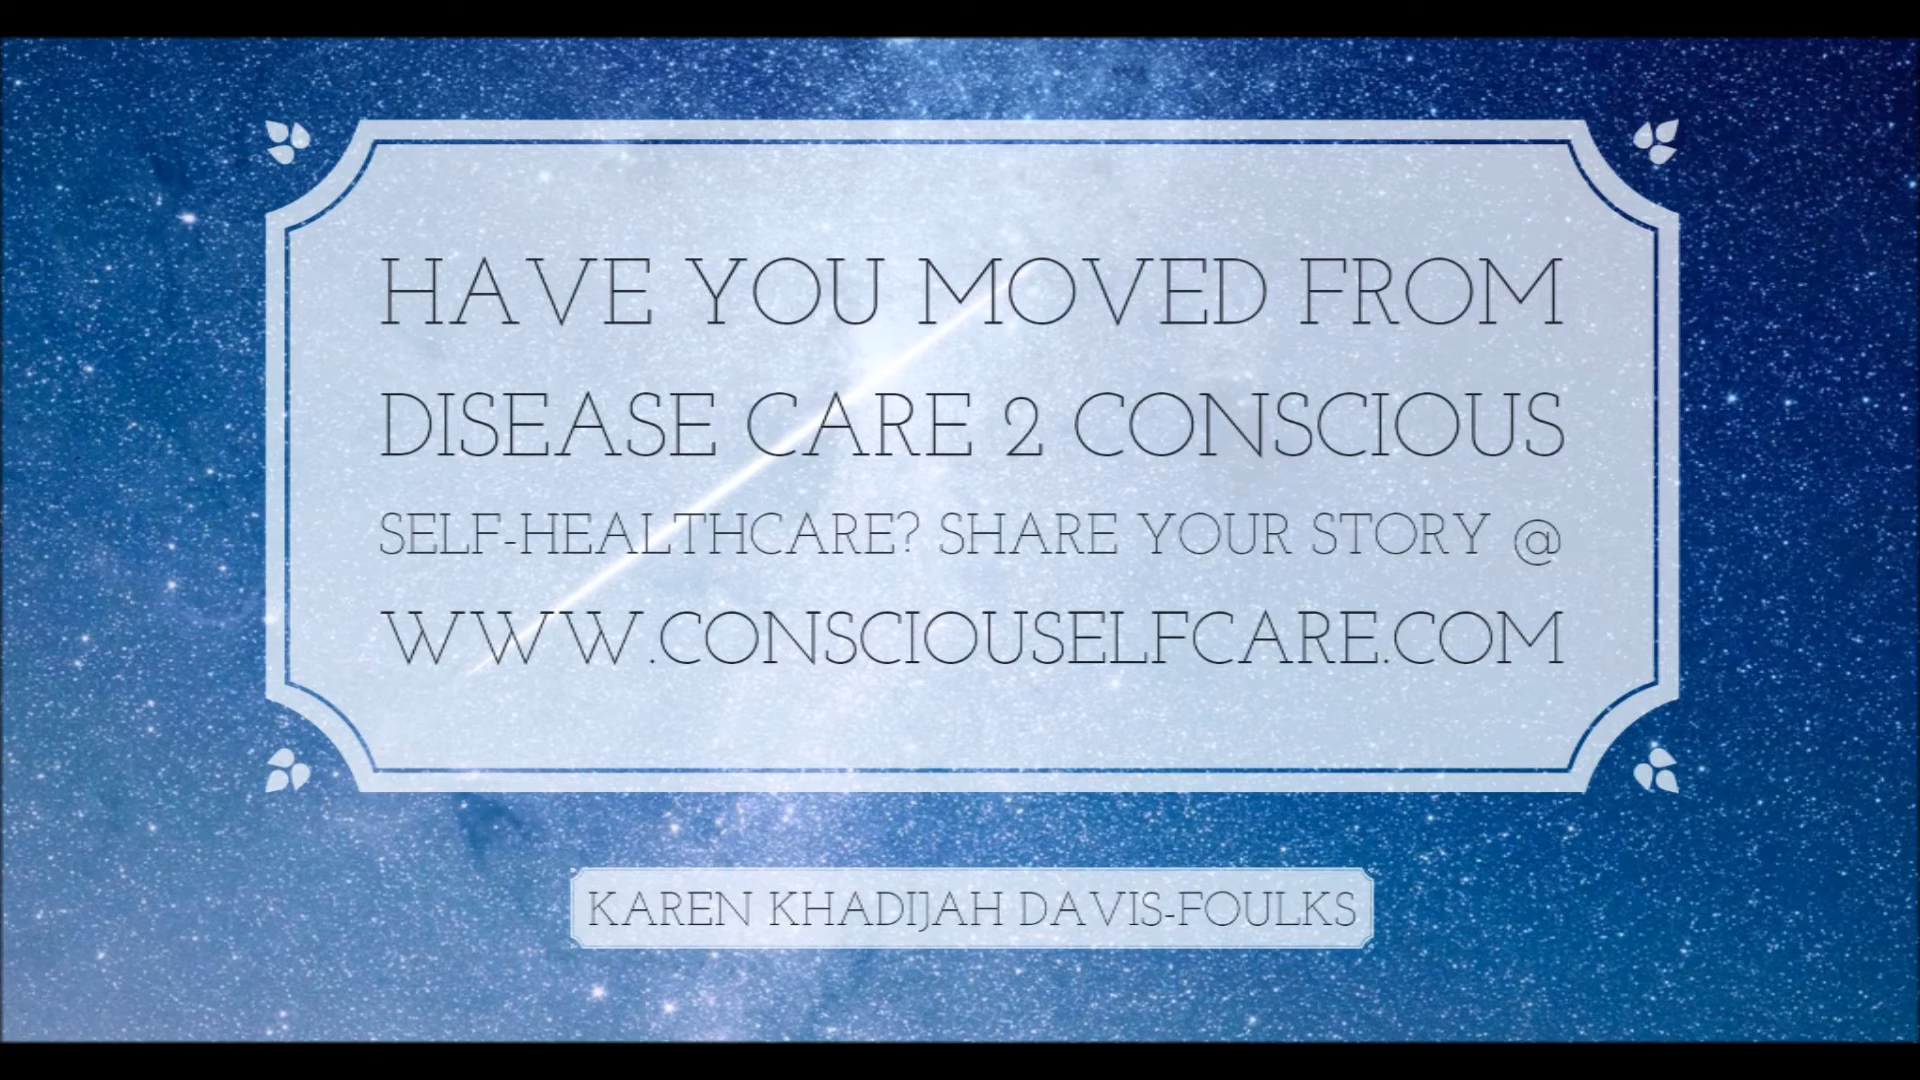 HAVE YOU MOVED FROM
DISEASE CARE 2 CONSCIOUS
SELF-HEALTHCARE? SHARE YOUR STORY @
WWW.CONSCIOUSELFCARE.COM
KAREN KHADIJAH DAVIS-FOULKS